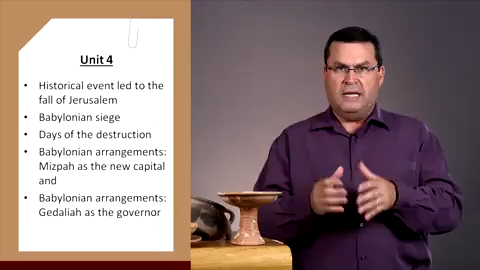 Unit 4
• Historical event led to the
fall of Jerusalem
• Babylonian siege
• Days of the destruction
• Babylonian arrangements:
Mizpah as the new capital
and
• Babylonian arrangements:
Gedaliah as the governor